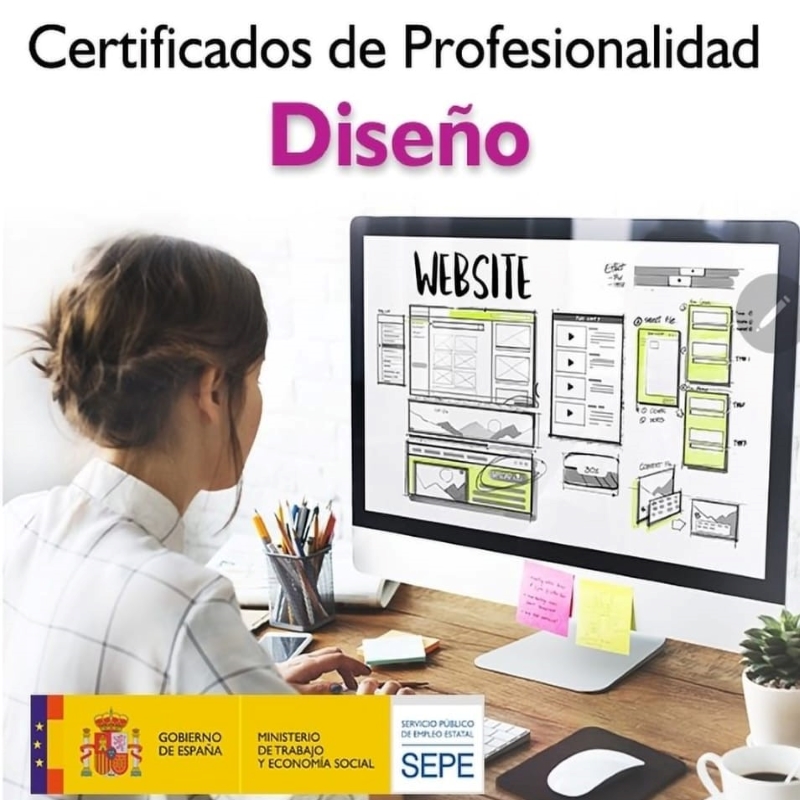 Certificados de Profesionalidad
Diseño
WEBSITE
GOBIERNO
DE ESPAÑA
MINISTERIO
DE TRABAJO
Y ECONOMÍA SOCIAL
SERVICIO PÚBLICO
DE EMPLEO ESTATAL
SEPE